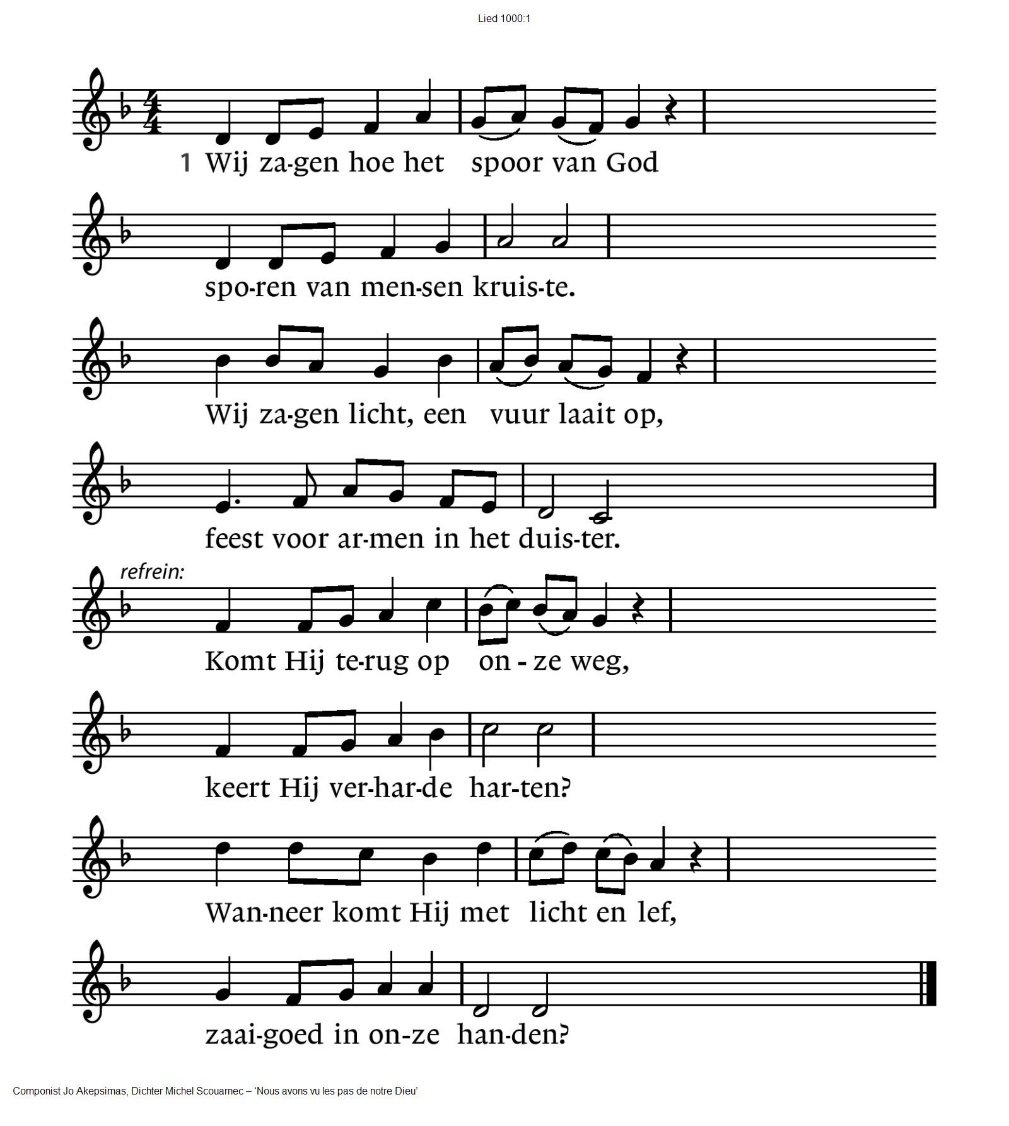 Lied 1000:1
4
4
1 Wij za-gen hoe het spoor van God
spo-ren van men-sen kruis-te.
Wij za-gen licht, een vuur laait op,
feest voor ar-men in het duis-ter.
refrein:
Komt Hij te-rug op on - ze weg,
keert Hij ver-har-de har-ten?
Wan-neer komt Hij met licht en lef,
zaai-goed in on-ze han-den?
Componist Jo Akepsimas, Dichter Michel Scouarnec – 'Nous avons vu les pas de notre Dieu'